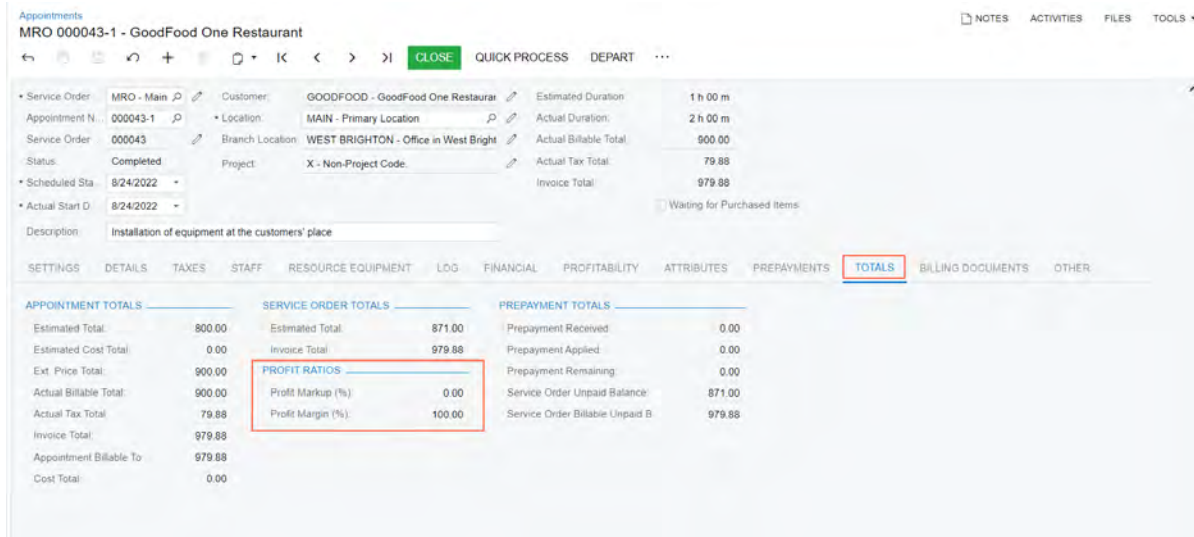 Appointments
NOTES ACTIVITIES FILES TOOLS
MRO 000043-1 - GoodFood One Restaurant
CLOSE QUICK PROCESS DEPART ...
Service Order MRO - Main Customer: GOODFOOD - GoodFood One Restaurar Estimated Duration: 1 h 00 m
Appointment N... 000043-1 Location: MAIN - Primary Location Actual Duration: 2 h 00 m
Service Order 000043 Branch Location: WEST BRIGHTON - Office in West Bright Actual Billable Total: 900.00
Status: Completed Project: X - Non-Project Code. Actual Tax Total: 79.88
Scheduled Sta... 8/24/2022 Invoice Total: 979.88
Actual Start D... 8/24/2022 Waiting for Purchased Items
Description: Installation of equipment at the customers' place
SETTINGS DETAILS TAXES STAFF RESOURCE EQUIPMENT LOG FINANCIAL PROFITABILITY ATTRIBUTES PREPAYMENTS TOTALS BILLING DOCUMENTS OTHER
APPOINTMENT TOTALS SERVICE ORDER TOTALS PREPAYMENT TOTALS
Estimated Total: 800.00 Estimated Total: 871.00 Prepayment Received: 0.00
Estimated Cost Total: 0.00 Invoice Total: 979.88 Prepayment Applied: 0.00
Ext. Price Total: 900.00 PROFIT RATIOS Prepayment Remaining: 0.00
Actual Billable Total: 900.00 Profit Markup (%): 0.00 Service Order Unpaid Balance: 871.00
Actual Tax Total: 79.88 Profit Margin (%): 100.00 Service Order Billable Unpaid B... 979.88
Invoice Total: 979.88
Appointment Billable To... 979.88
Cost Total: 0.00